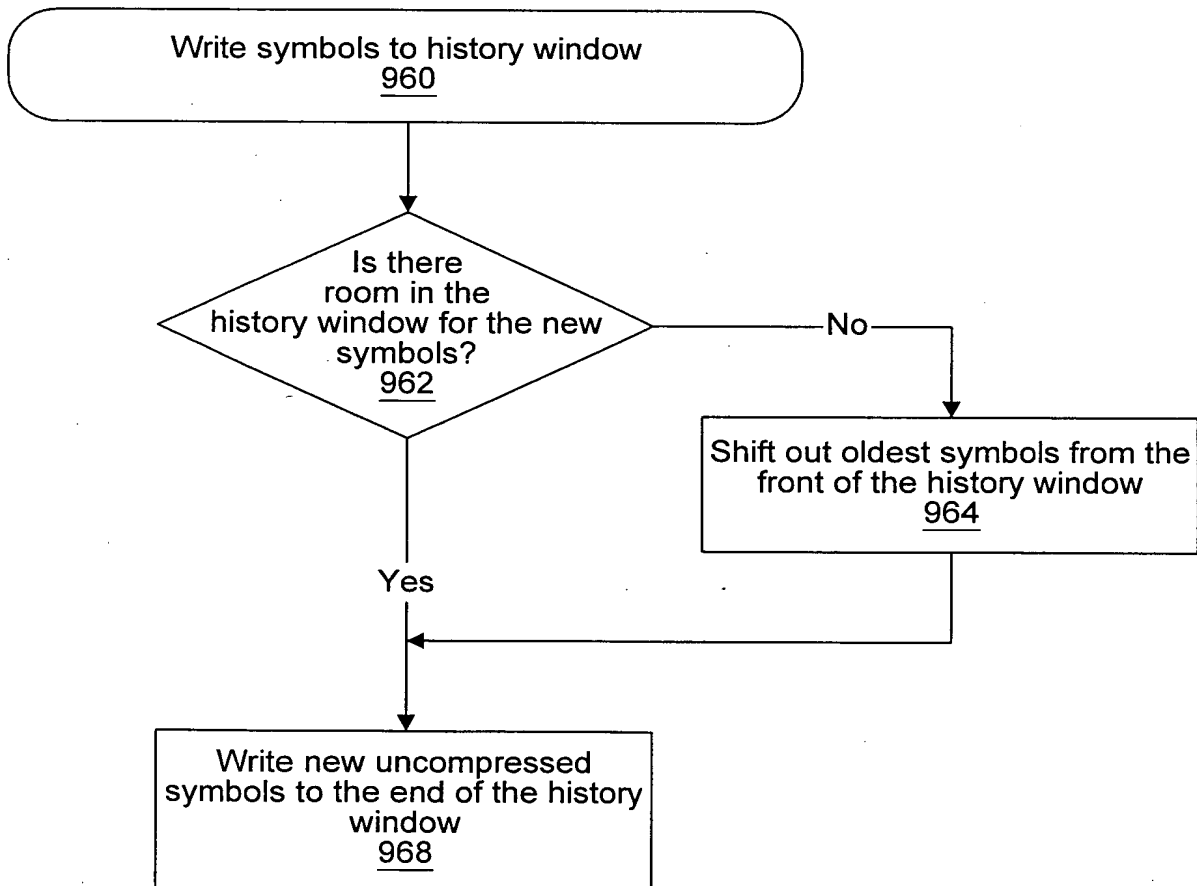 Write symbols to history window
960
Is there
room in the
history window for the new
symbols?
962
No
Shift out oldest symbols from the
front of the history window
964
Yes
Write new uncompressed
symbols to the end of the history
window
968